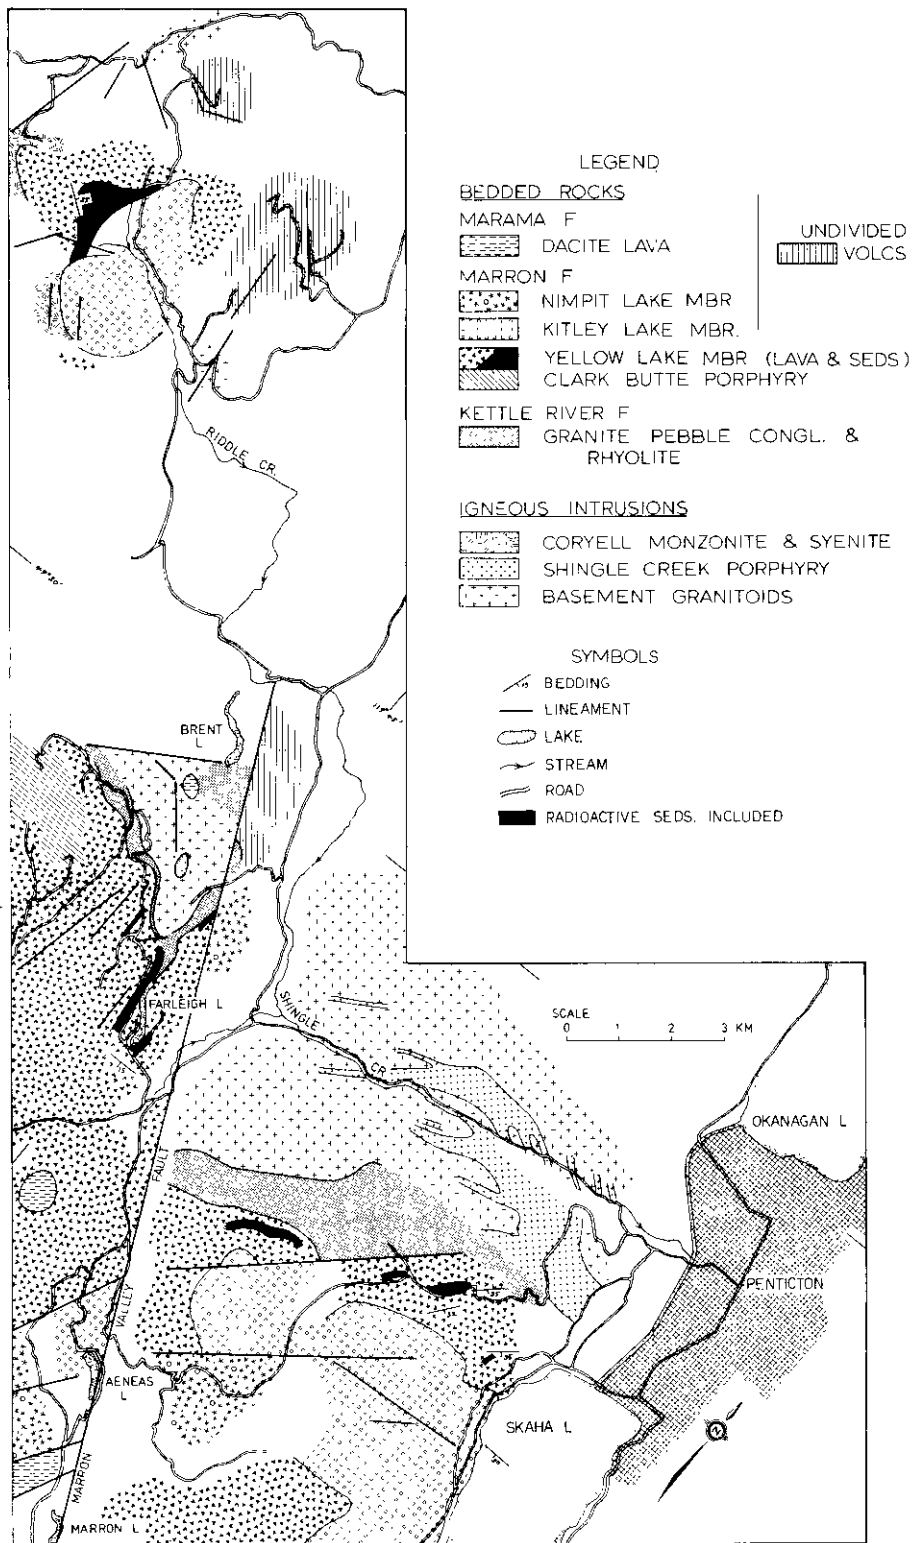 LEGEND
BEDDED ROCKS
MARAMA F
DACITE LAVA
UNDIVIDED
VOLCS
MARRON F
NIMPIT LAKE MBR
KITLEY LAKE MBR.
YELLOW LAKE MBR (LAVA & SEDS)
CLARK BUTTE PORPHYRY
KETTLE RIVER F
GRANITE PEBBLE CONGL. &
RHYOLITE
IGNEOUS INTRUSIONS
CORYELL MONZONITE & SYENITE
SHINGLE CREEK PORPHYRY
BASEMENT GRANITOIDS
SYMBOLS
BEDDING
LINEAMENT
LAKE
STREAM
ROAD
RADIOACTIVE SEDS. INCLUDED
RIDDLE CR.
BRENT
L
FARLEIGH L
SHINGLE
CR.
SCALE
0 1 2 3 KM
OKANAGAN L
PENTICTON
FAULT
VALLEY
MARRON
AENEAS
L
SKAHA L
MARRON L